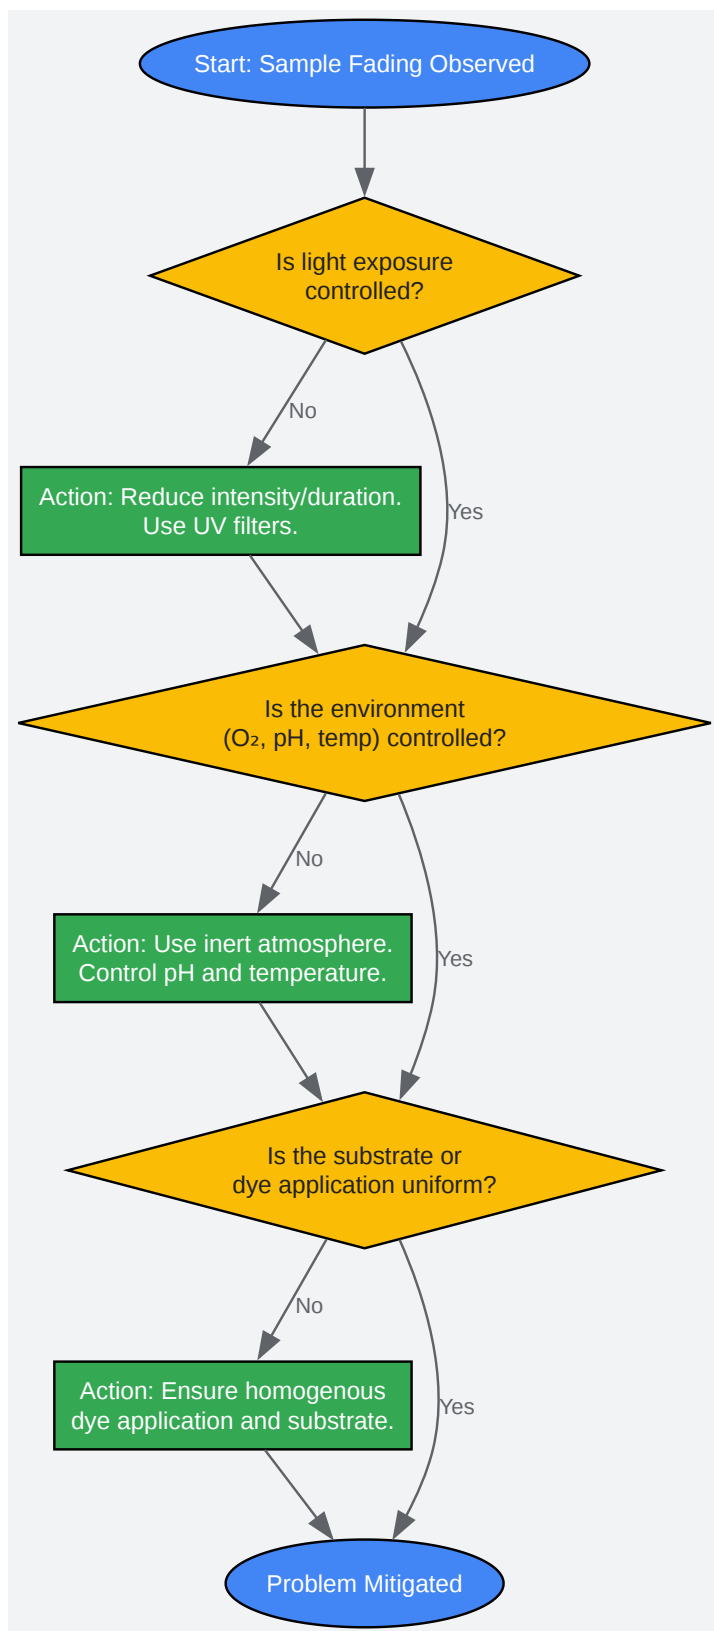 Start: Sample Fading Observed
Is light exposure
controlled?
No
Action: Reduce intensity/duration.
Use UV filters.
Yes
Is the environment
(O₂, pH, temp) controlled?
No
Action: Use inert atmosphere.
Control pH and temperature.
Yes
Is the substrate or
dye application uniform?
No
Action: Ensure homogenous
dye application and substrate.
Yes
Problem Mitigated